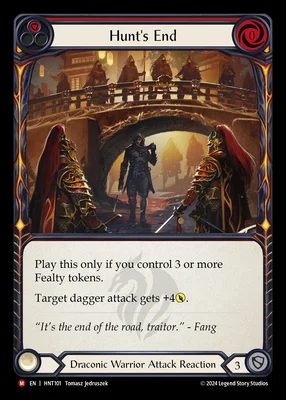 Hunt's End
0
Play this only if you control 3 or more
Fealty tokens.
Target dagger attack gets +4.
“It's the end of the road, traitor.” - Fang
Draconic Warrior Attack Reaction
3
M EN | HNT101 Tomasz Jedruszek
© 2024 Legend Story Studios